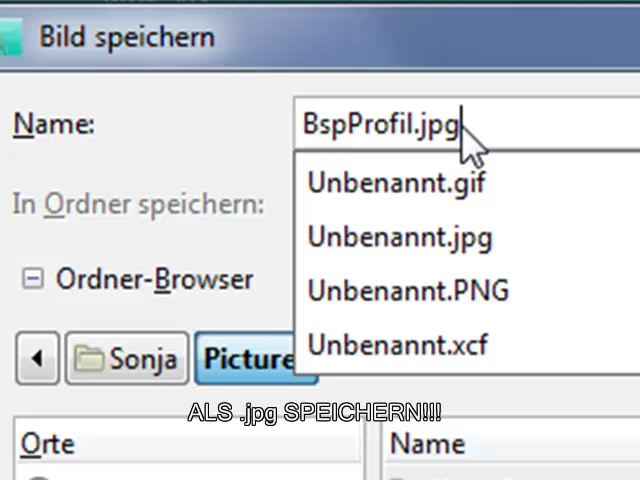 Bild speichern
Name:
BspProfil.jpg
Unbenannt.gif
In Ordner speichern:
Unbenannt.jpg
Ordner-Browser
Unbenannt.PNG
Unbenannt.xcf
Sonja
Picture
ALS .jpg SPEICHERN!!!
Orte
Name